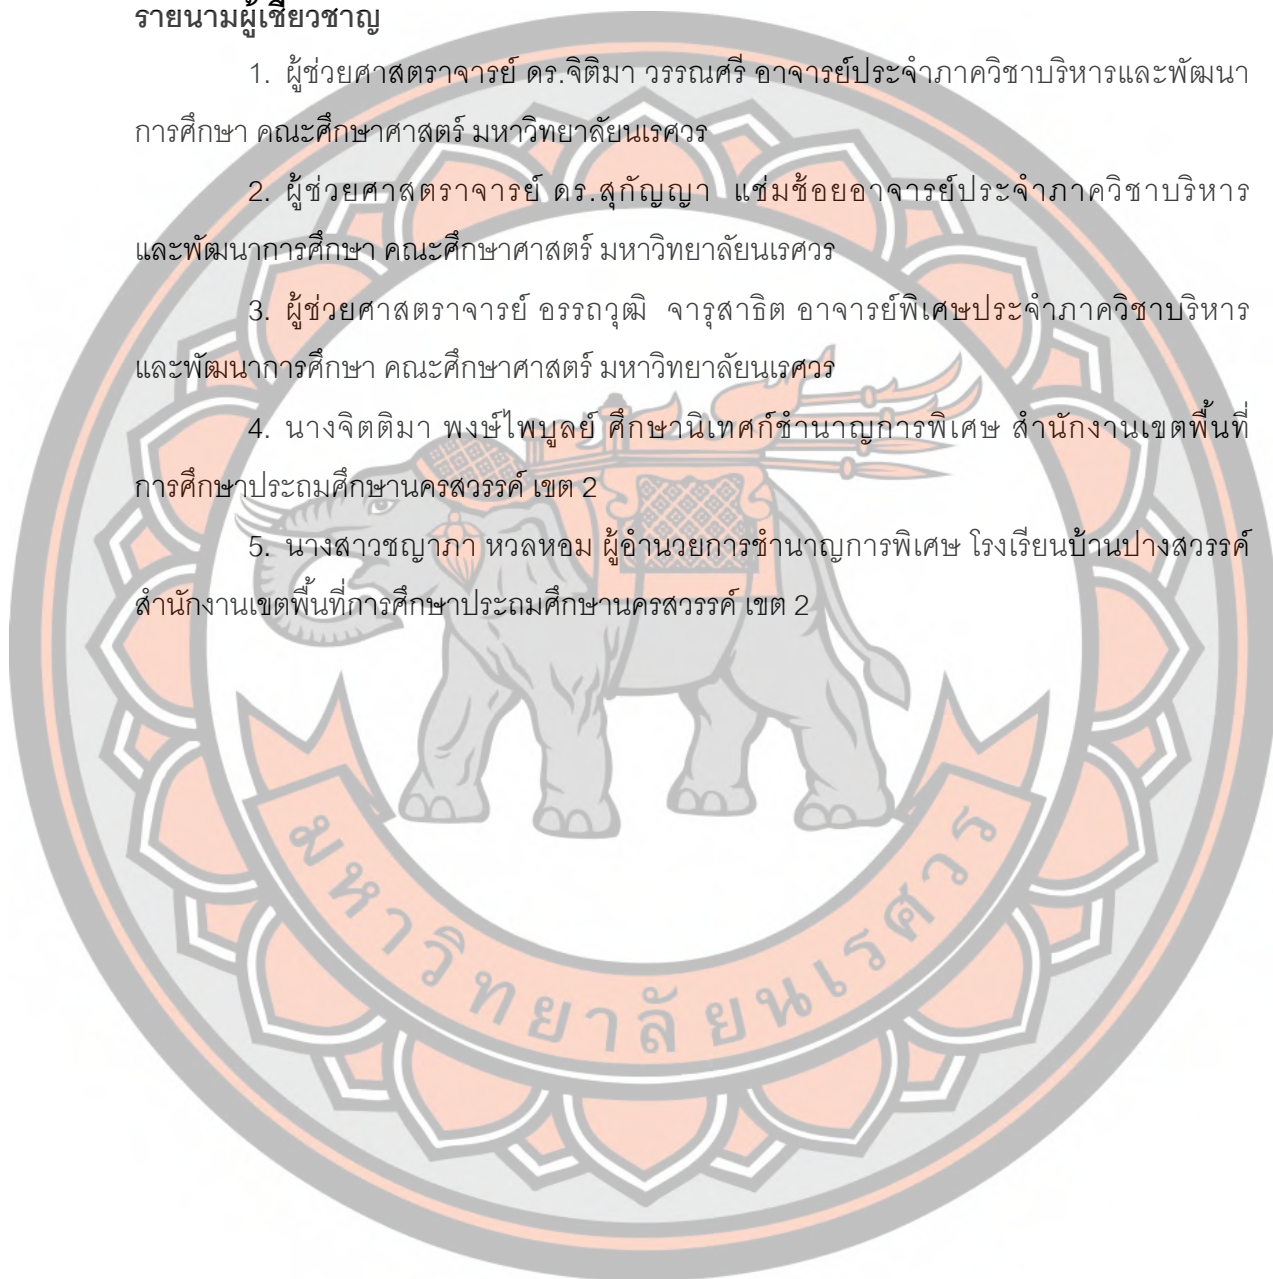 รายนามผู้เชี่ยวชาญ
1. ผู้ช่วยศาสตราจารย์ ดร.จิติมา วรรณศรี อาจารย์ประจำภาควิชาบริหารและพัฒนา
การศึกษา คณะศึกษาศาสตร์ มหาวิทยาลัยนเรศวร
2. ผู้ช่วยศาสตราจารย์ ดร.สุกัญญา แช่มช้อยอาจารย์ประจำภาควิชาบริหาร
และพัฒนาการศึกษา คณะศึกษาศาสตร์ มหาวิทยาลัยนเรศวร
3. ผู้ช่วยศาสตราจารย์ อรรถวุฒิ จารุสาธิต อาจารย์พิเศษประจำภาควิชาบริหาร
และพัฒนาการศึกษา คณะศึกษาศาสตร์ มหาวิทยาลัยนเรศวร
4. นางจิตติมา พงษ์ไพบูลย์ ศึกษานิเทศก์ชำนาญการพิเศษ สำนักงานเขตพื้นที่
การศึกษาประถมศึกษานครสวรรค์ เขต 2
5. นางสาวชญาภา หวลหอม ผู้อำนวยการชำนาญการพิเศษ โรงเรียนบ้านปางสวรรค์
สำนักงานเขตพื้นที่การศึกษาประถมศึกษานครสวรรค์ เขต 2
มหาวิทยาลัยนเรศวร